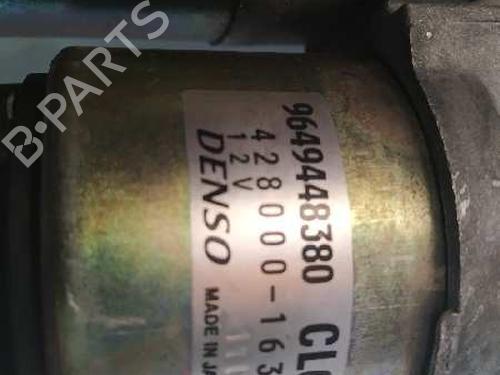 B-PARTS
9649448380 CL
428000-163
12V
DENSO
MADE IN JA